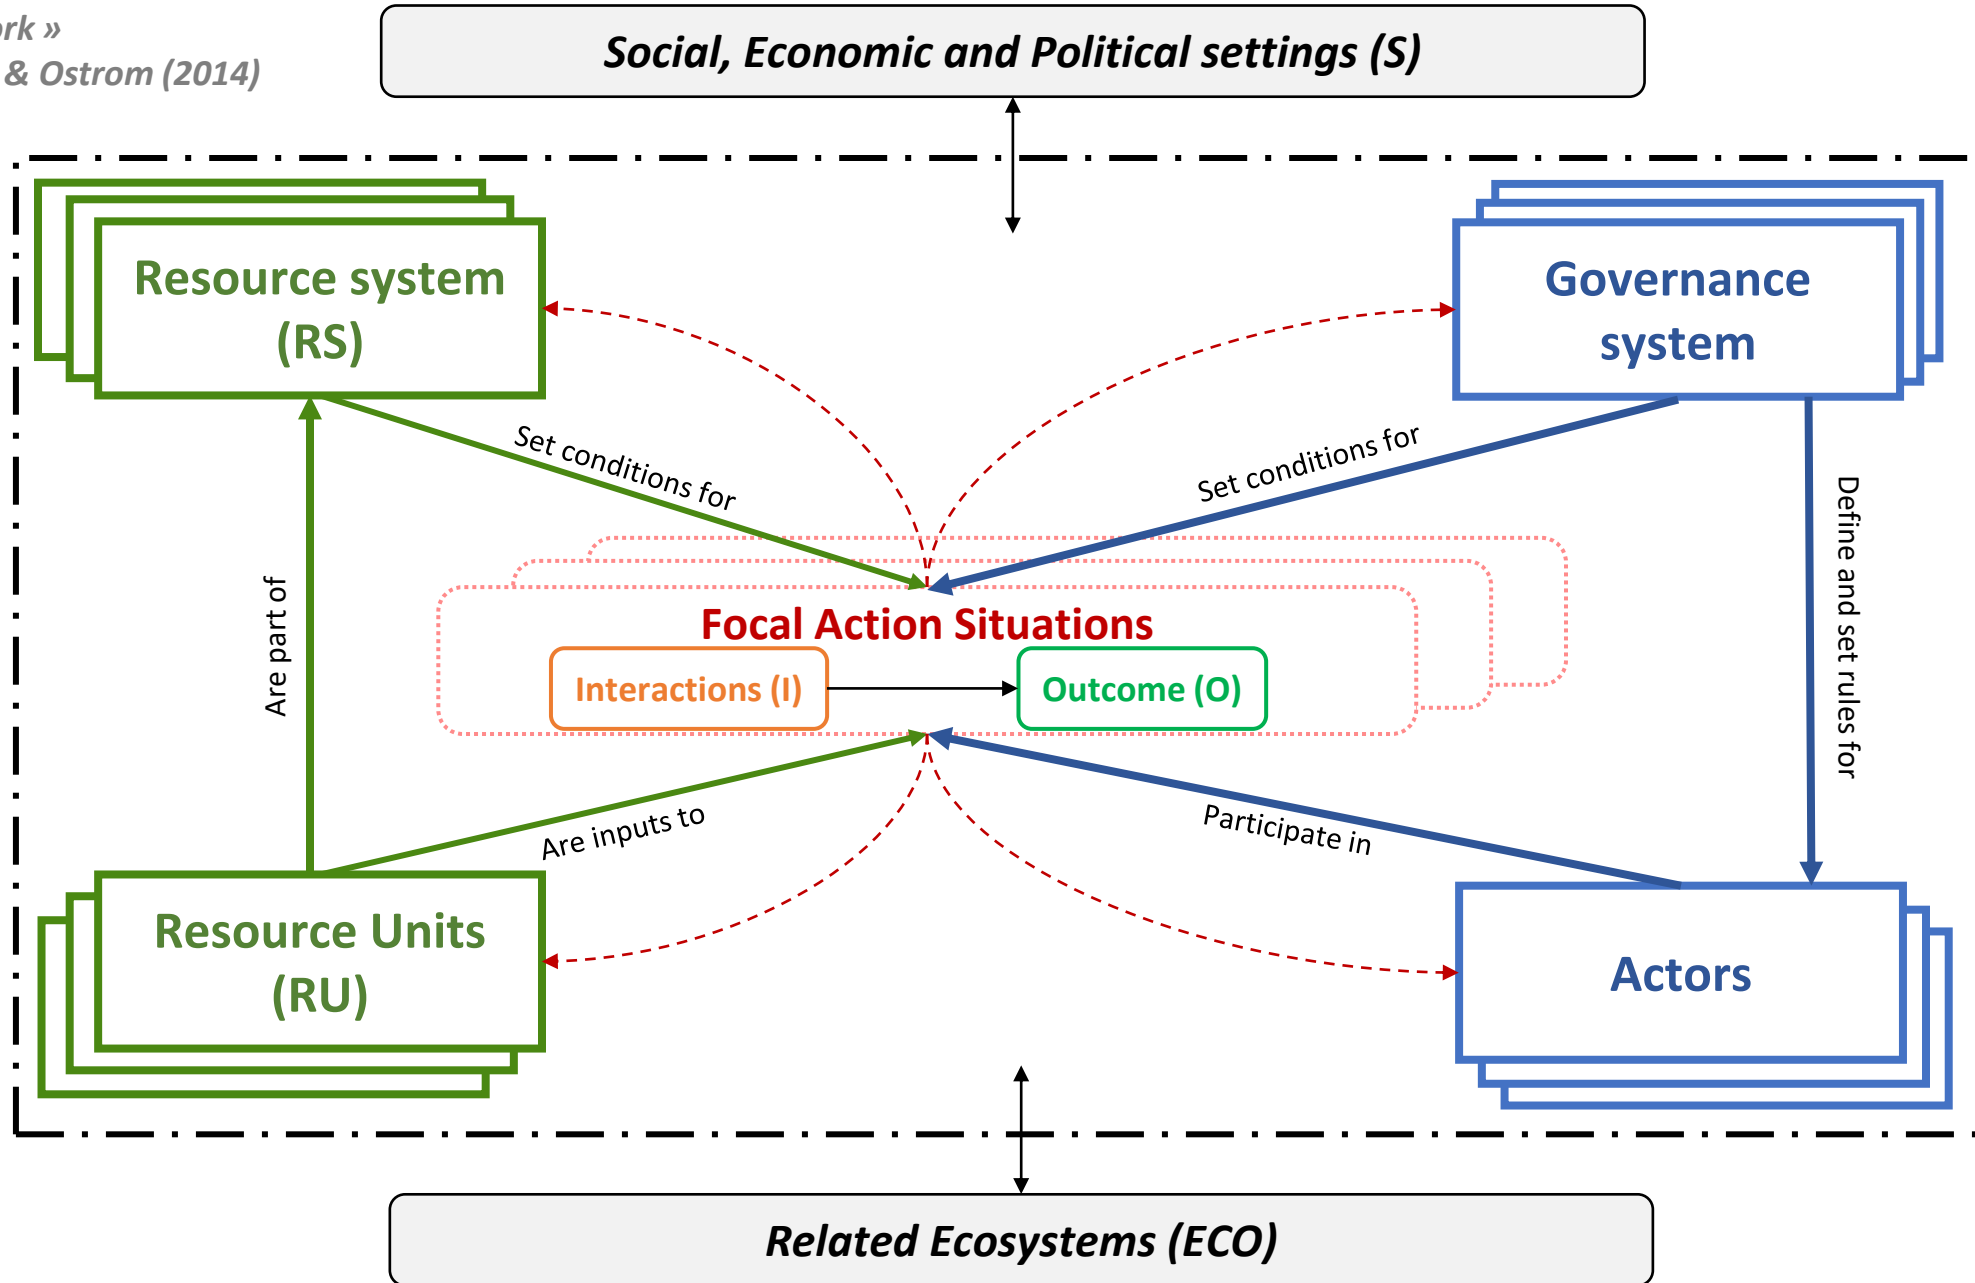 & Ostrom (2014)
Social, Economic and Political settings (S)
Resource system
(RS)
Governance
system
Set conditions for
Set conditions for
Are part of
Define and set rules for
Focal Action Situations
Interactions (I)
Outcome (O)
Are inputs to
Participate in
Resource Units
(RU)
Actors
Related Ecosystems (ECO)